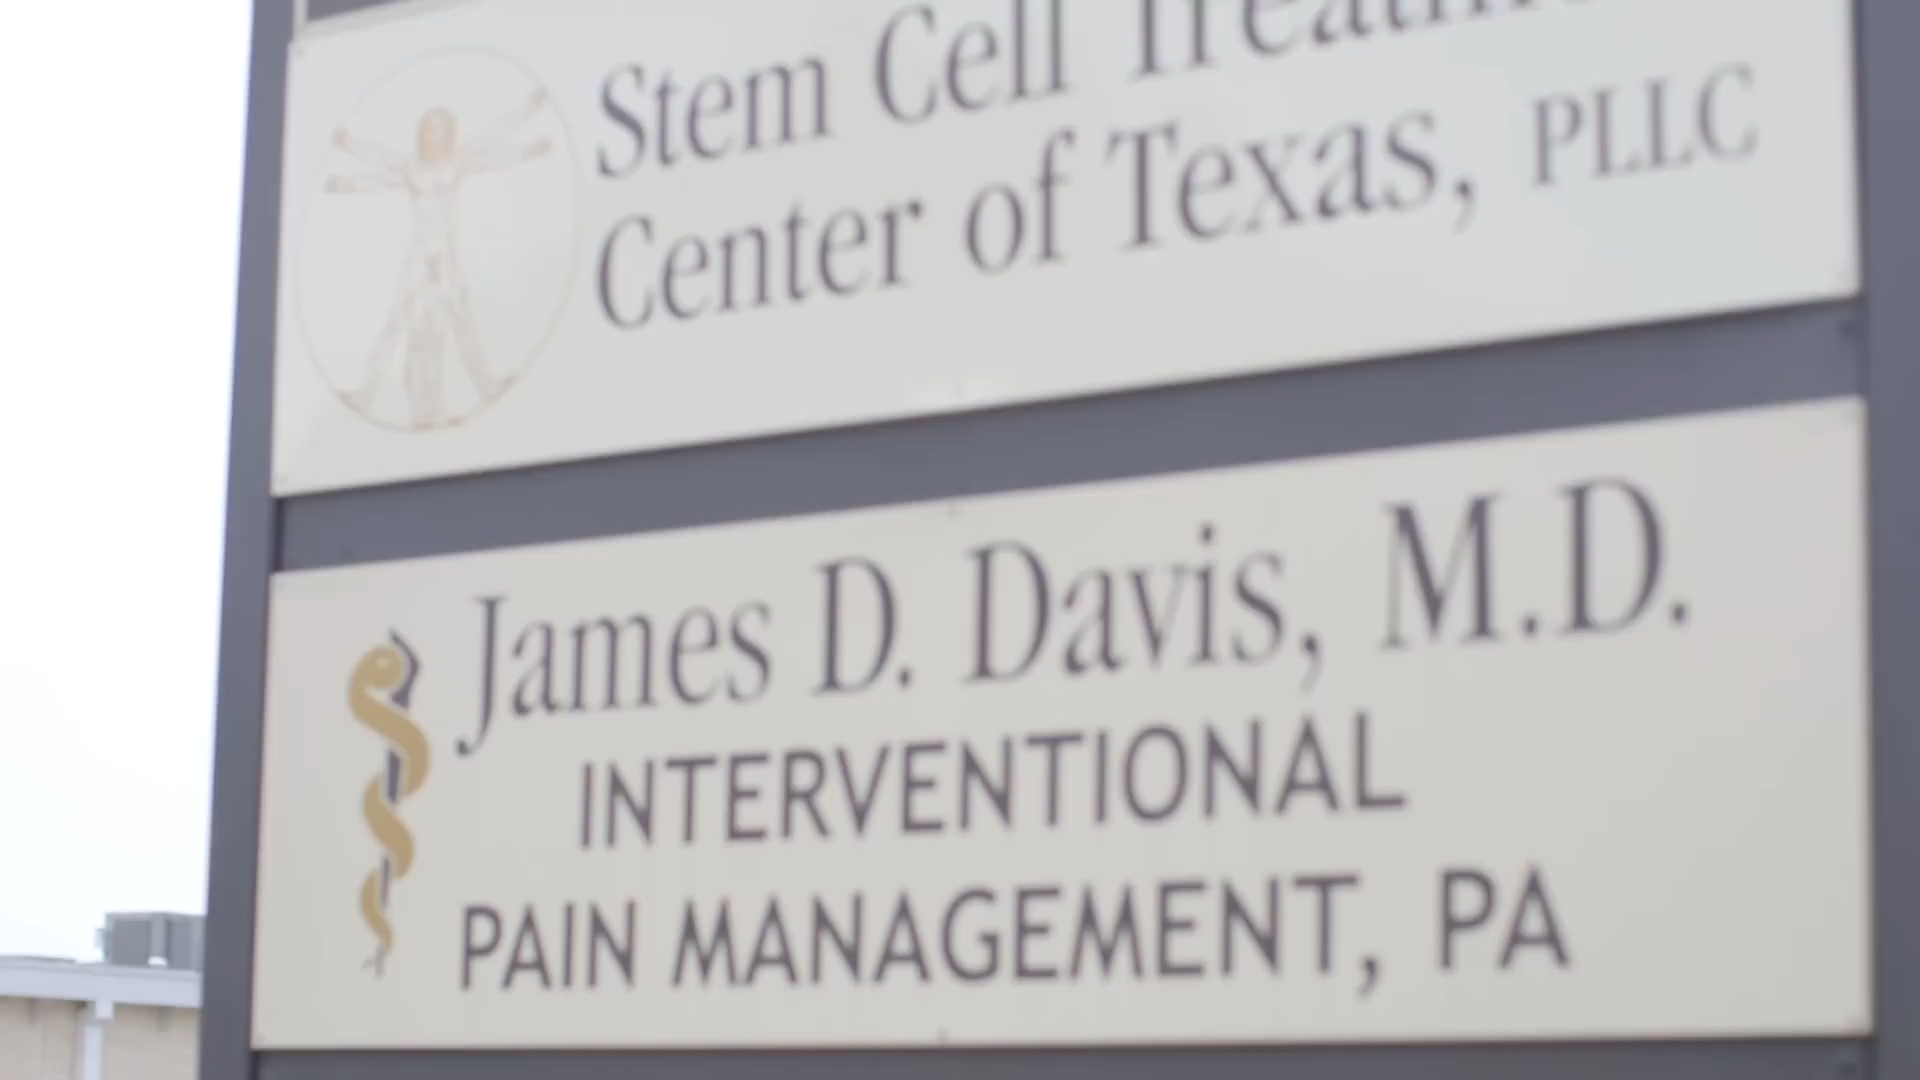 Stem Cell
Center of Texas, PLLC
James D. Davis, M.D.
INTERVENTIONAL
PAIN MANAGEMENT, PA